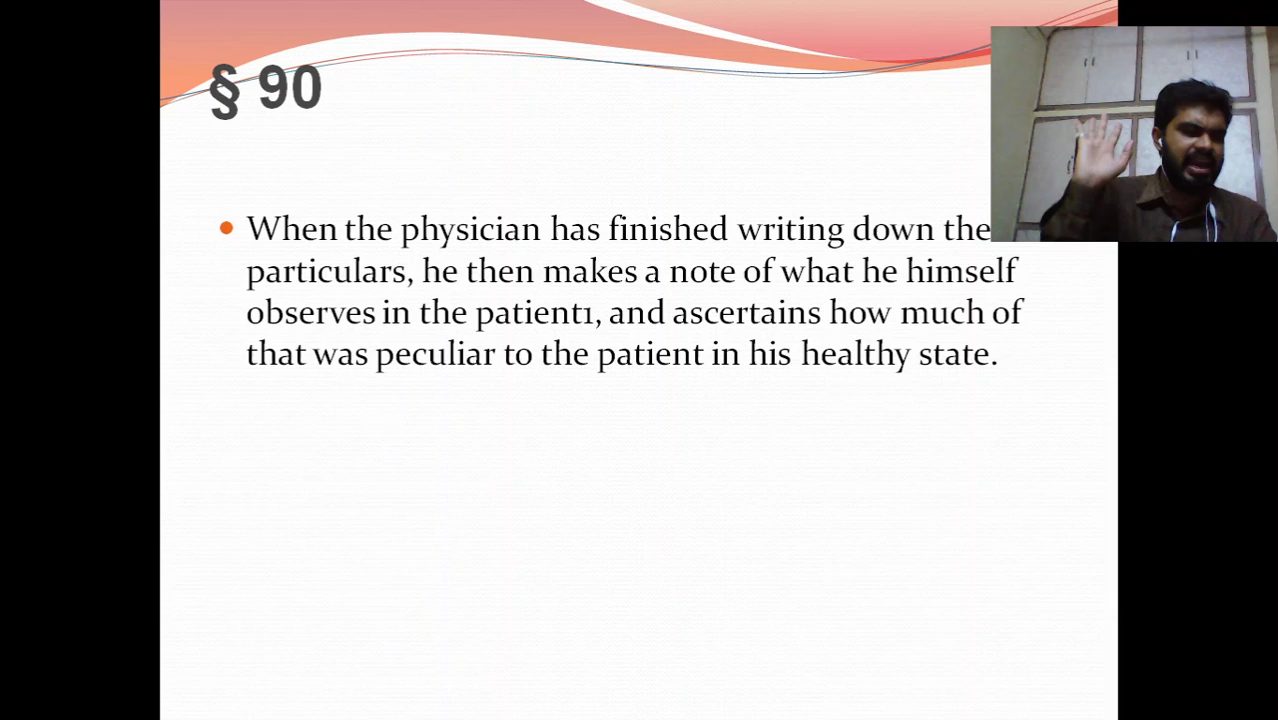 § 90
When the physician has finished writing down the
particulars, he then makes a note of what he himself
observes in the patient1, and ascertains how much of
that was peculiar to the patient in his healthy state.